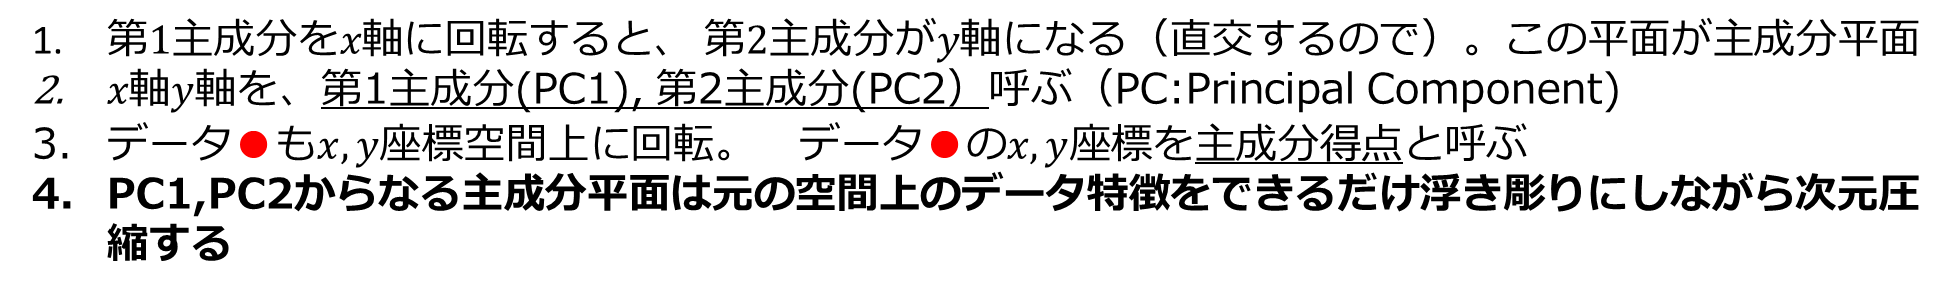 1. 第1主成分をx軸に回転すると、 第2主成分がy軸になる（直交するので）。この平面が主成分平面
2. x軸y軸を、第1主成分(PC1), 第2主成分(PC2）呼ぶ（PC:Principal Component)
3. データ●もx, y座標空間上に回転。　データ●のx, y座標を主成分得点と呼ぶ
4. PC1,PC2からなる主成分平面は元の空間上のデータ特徴をできるだけ浮き彫りにしながら次元圧
縮する